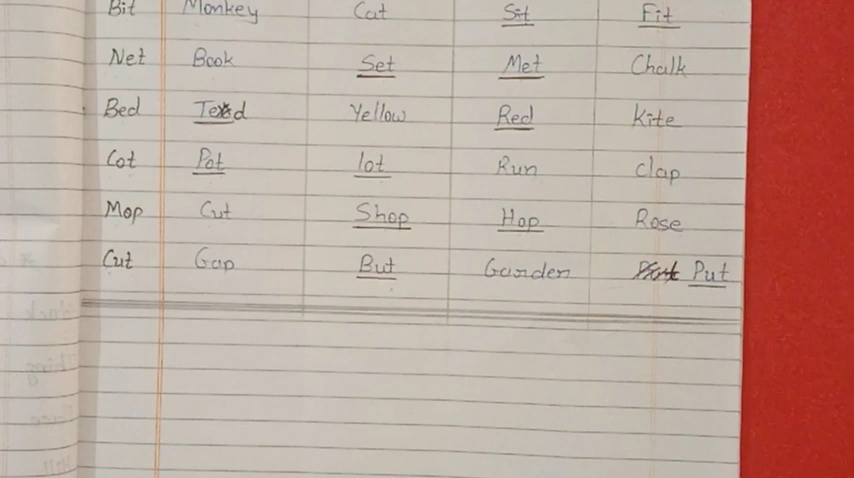 Bit Monkey Cat Sit Fit
Net Book Set Met Chalk
Bed Ted Yellow Red Kite
Cot Pot lot Run Clap
Mop Cut Shop Hop Rose
Cut Gap But Garden Put